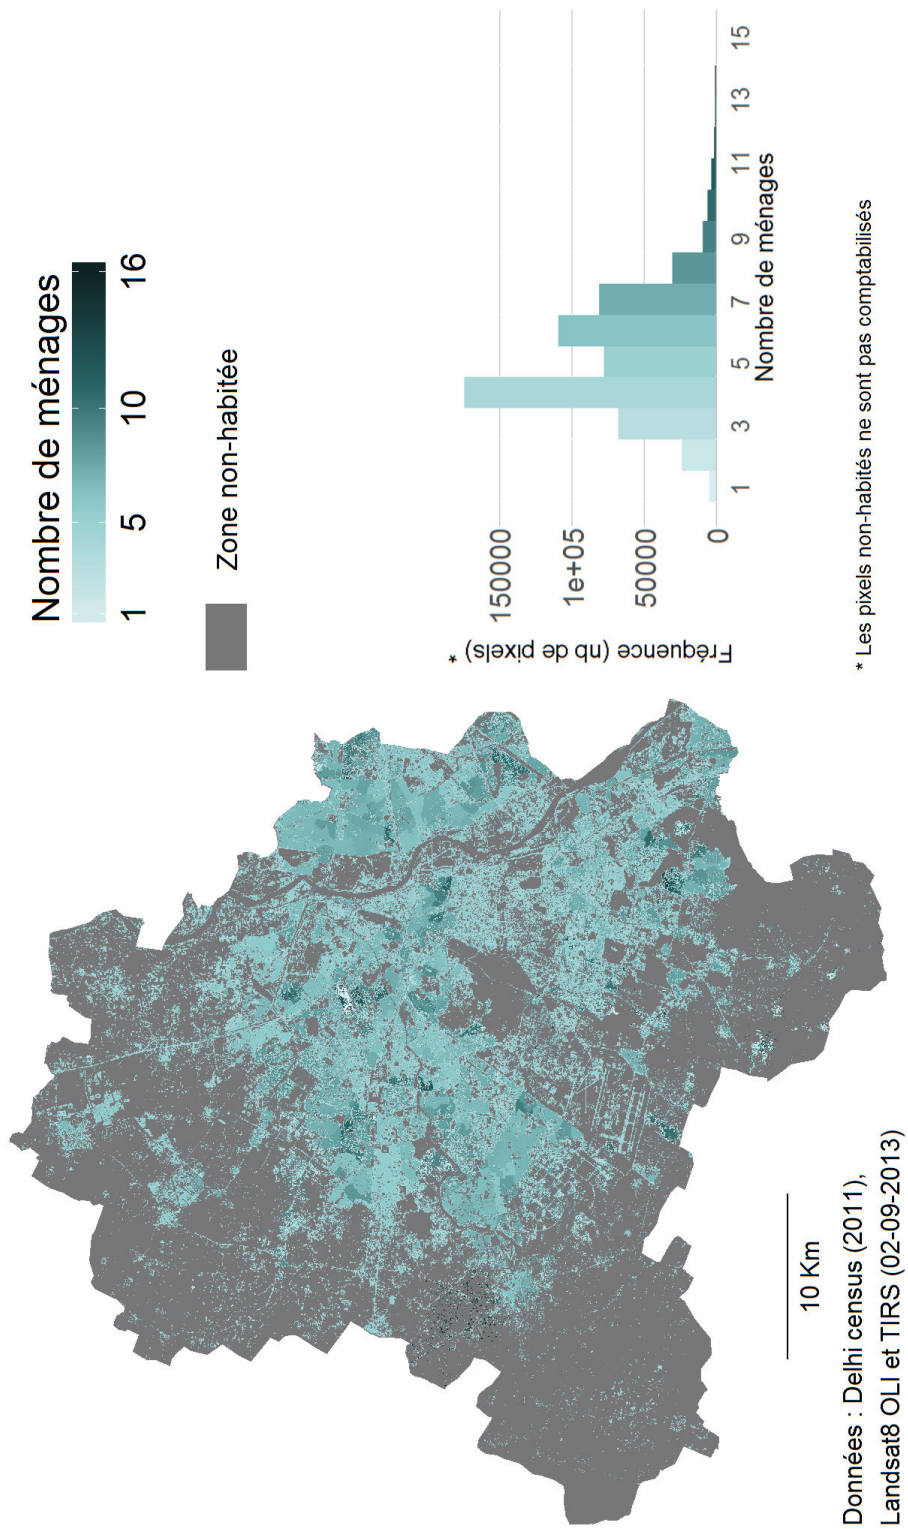 Nombre de ménages
1 5 10 16
Zone non-habitée
Fréquence (nb de pixels) *
150000
1e+05
50000
0
1 3 5 7 9 11 13 15
Nombre de ménages
* Les pixels non-habités ne sont pas comptabilisés
10 Km
Données : Delhi census (2011),
Landsat8 OLI et TIRS (02-09-2013)